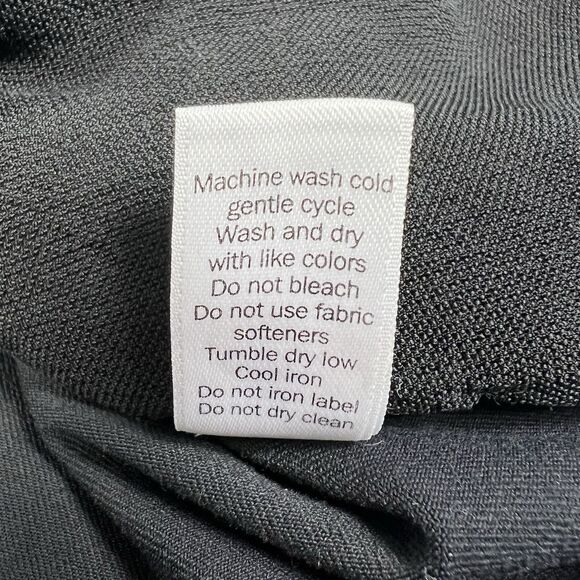 Machine wash cold
gentle cycle
Wash and dry
with like colors
Do not bleach
Do not use fabric
softeners
Tumble dry low
Cool iron
Do not iron label
Do not dry clean